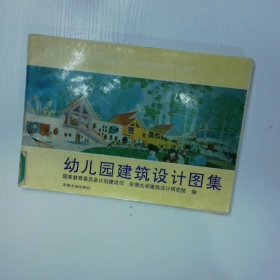 幼儿园建筑设计图集
国家教育委员会计划建设司 东南大学建筑设计研究院 编
东南大学出版社